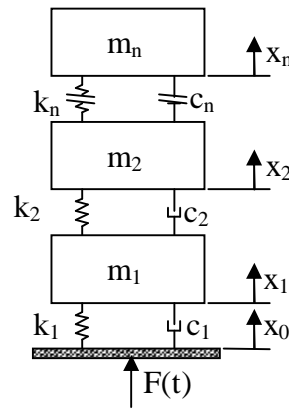 mₙ
xₙ
kₙ
cₙ
m₂
x₂
k₂
c₂
m₁
x₁
k₁
c₁
x₀
F(t)